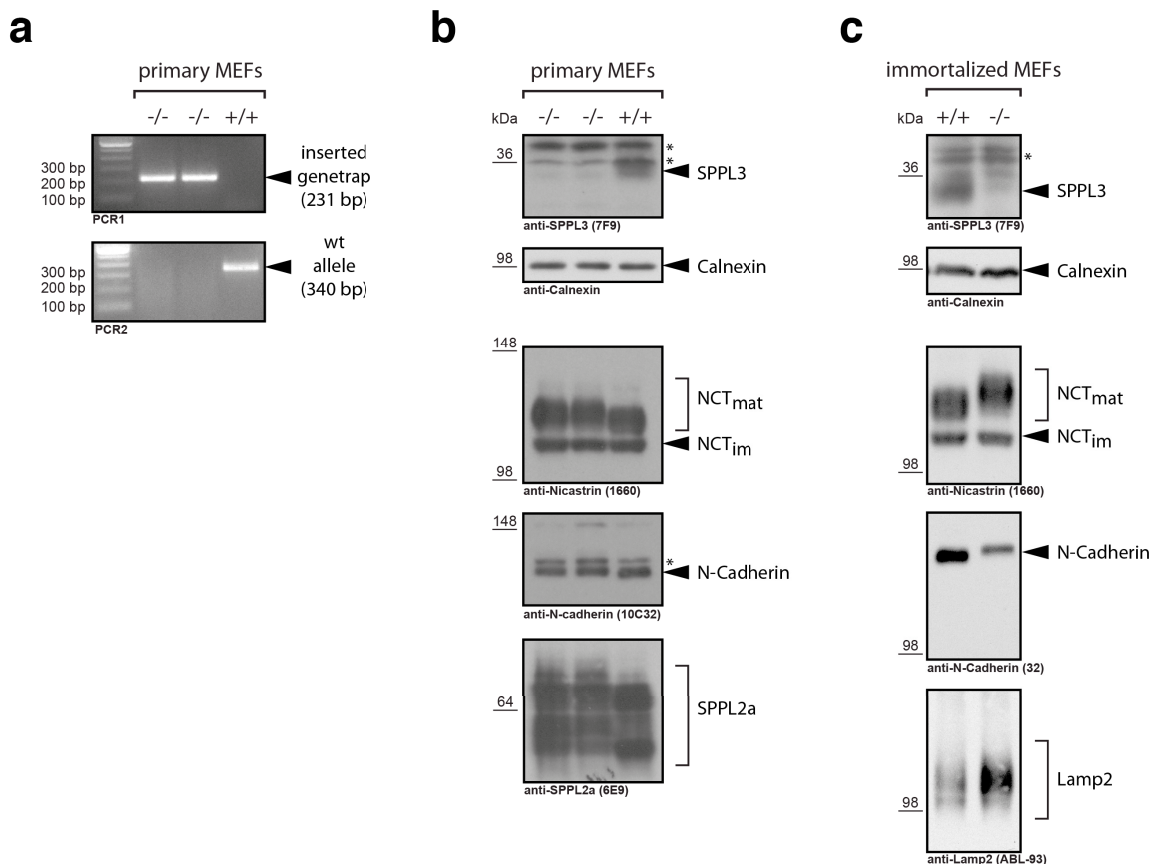 a
primary MEFs
-/- -/- +/+
300 bp
200 bp
100 bp
inserted
genetrap
(231 bp)
PCR1
300 bp
200 bp
100 bp
wt
allele
(340 bp)
PCR2
b
primary MEFs
kDa -/- -/- +/+
36
*
*
SPPL3
anti-SPPL3 (7F9)
98
Calnexin
anti-Calnexin
148
NCTmat
NCTim
98
anti-Nicastrin (1660)
148
*
N-Cadherin
anti-N-cadherin (10C32)
64
SPPL2a
anti-SPPL2a (6E9)
c
immortalized MEFs
kDa +/+ -/-
36
*
SPPL3
anti-SPPL3 (7F9)
98
Calnexin
anti-Calnexin
NCTmat
NCTim
98
anti-Nicastrin (1660)
N-Cadherin
98
anti-N-Cadherin (32)
Lamp2
98
anti-Lamp2 (ABL-93)